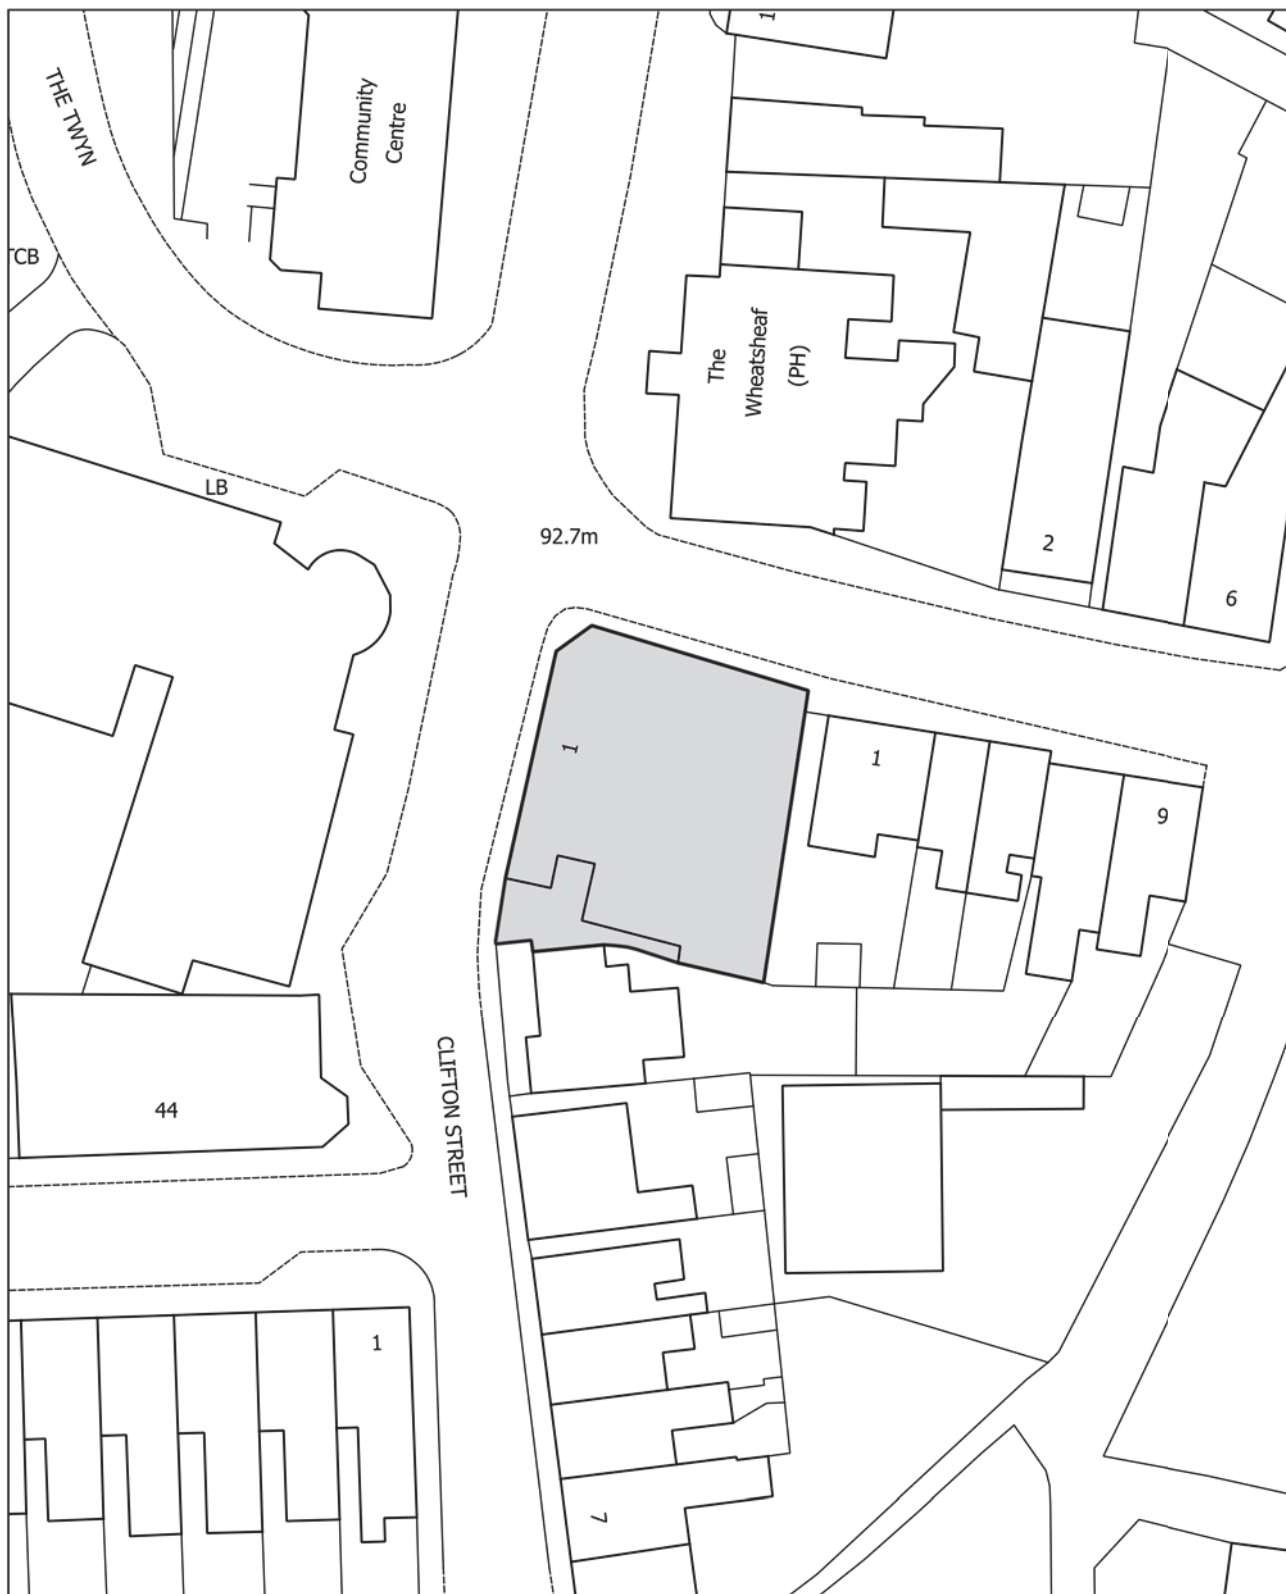 1
THE TWYN
Community
Centre
TCB
The
Wheatsheaf
(PH)
LB
92.7m
2
6
1
1
9
CLIFTON STREET
44
1
7